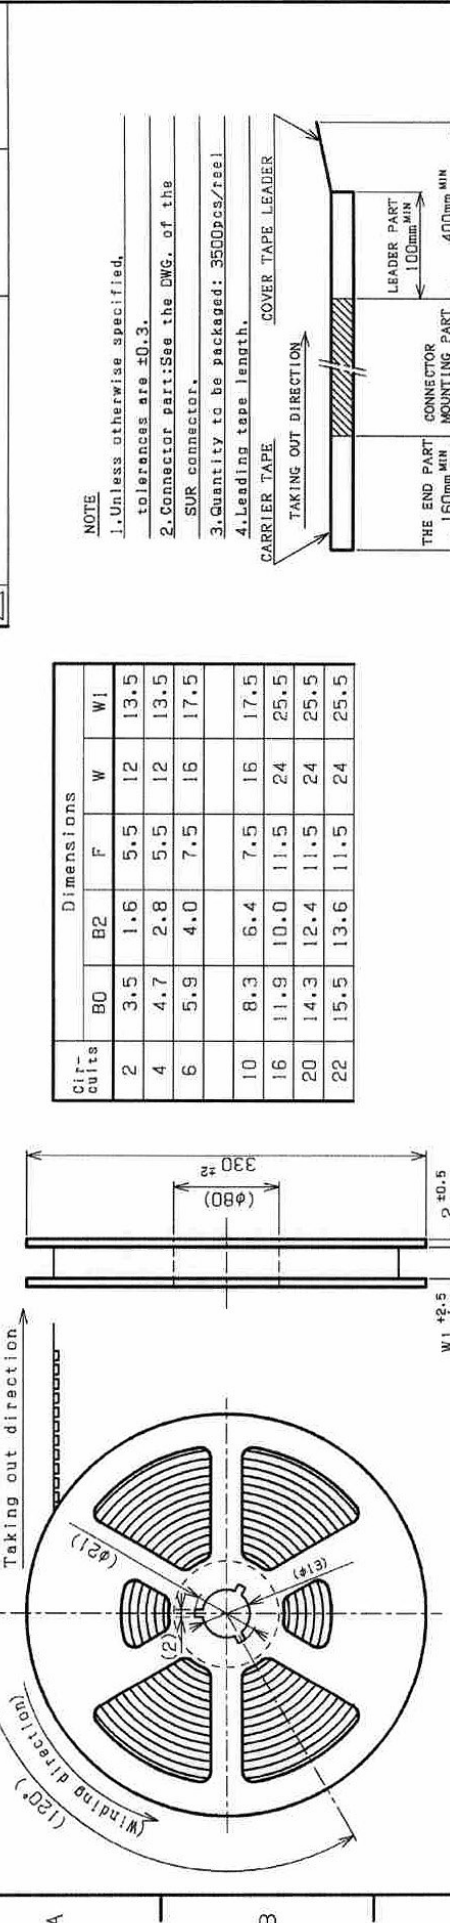 NOTE
1.Unless otherwise specified,
tolerances are ±0.3.
2.Connector part:See the DWG. of the
SUR connector.
3.Quantity to be packaged: 3500pcs/reel
4.Leading tape length.
CARRIER TAPE
COVER TAPE LEADER
TAKING OUT DIRECTION
LEADER PART
100mm MIN
THE END PART
160mm MIN
CONNECTOR
MOUNTING PART
400mm MIN
Cir-
cuits
Dimensions
B0 B2 F W W1
2 3.5 1.6 5.5 12 13.5
4 4.7 2.8 5.5 12 13.5
6 5.9 4.0 7.5 16 17.5
10 8.3 6.4 7.5 16 17.5
16 11.9 10.0 11.5 24 25.5
20 14.3 12.4 11.5 24 25.5
22 15.5 13.6 11.5 24 25.5
330 ±2
(φ80)
2 ±0.5
W1 +2.5
Taking out direction
(φ21)
(φ13)
(2)
(Winding direction)
(120°)
A
B